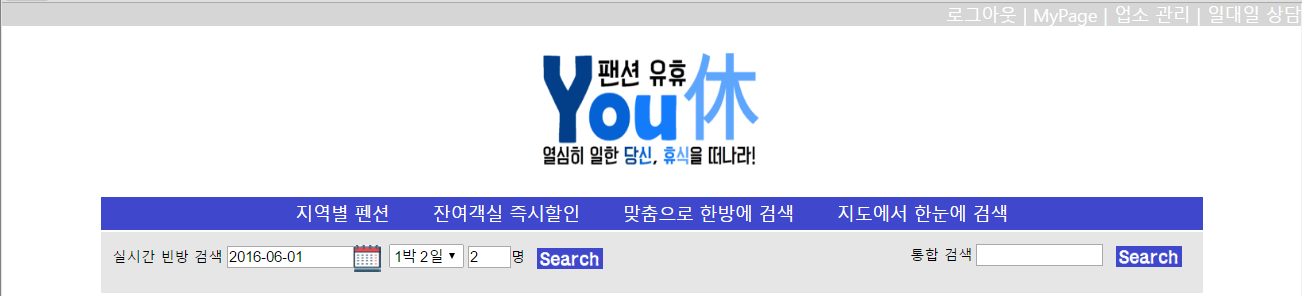 로그아웃 | MyPage | 업소 관리 | 일대일 상담
팬션 유휴
You休
열심히 일한 당신, 휴식을 떠나라!
지역별 펜션 잔여객실 즉시할인 맞춤으로 한방에 검색 지도에서 한눈에 검색
실시간 빈방 검색 2016-06-01 1박 2일 2 명 Search 통합 검색 Search